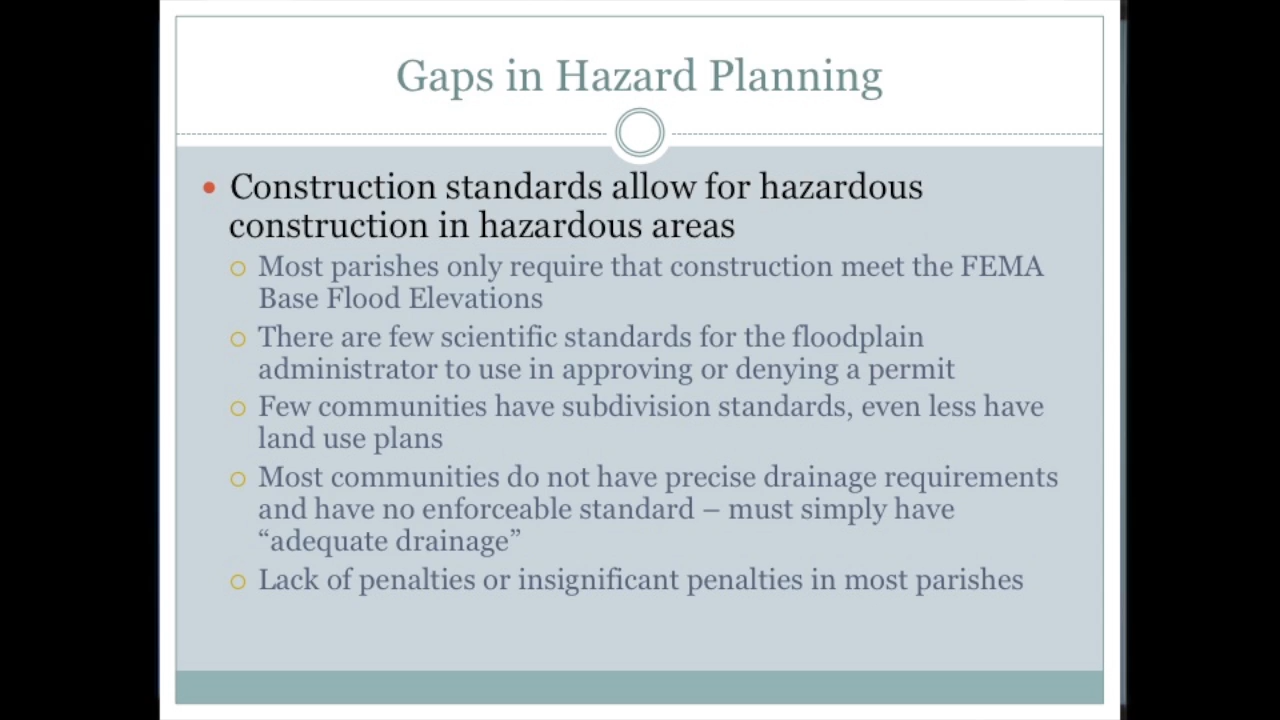 Gaps in Hazard Planning
Construction standards allow for hazardous
construction in hazardous areas
Most parishes only require that construction meet the FEMA
Base Flood Elevations
There are few scientific standards for the floodplain
administrator to use in approving or denying a permit
Few communities have subdivision standards, even less have
land use plans
Most communities do not have precise drainage requirements
and have no enforceable standard – must simply have
“adequate drainage”
Lack of penalties or insignificant penalties in most parishes